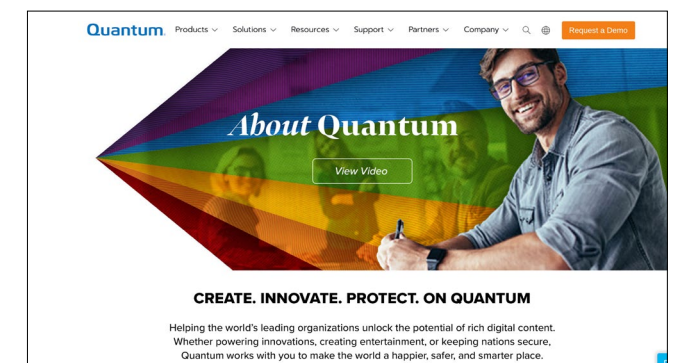 Quantum. Products Solutions Resources Support Partners Company Request a Demo
About Quantum
View Video
CREATE. INNOVATE. PROTECT. ON QUANTUM
Helping the world's leading organizations unlock the potential of rich digital content.
Whether powering innovations, creating entertainment, or keeping nations secure,
Quantum works with you to make the world a happier, safer, and smarter place.